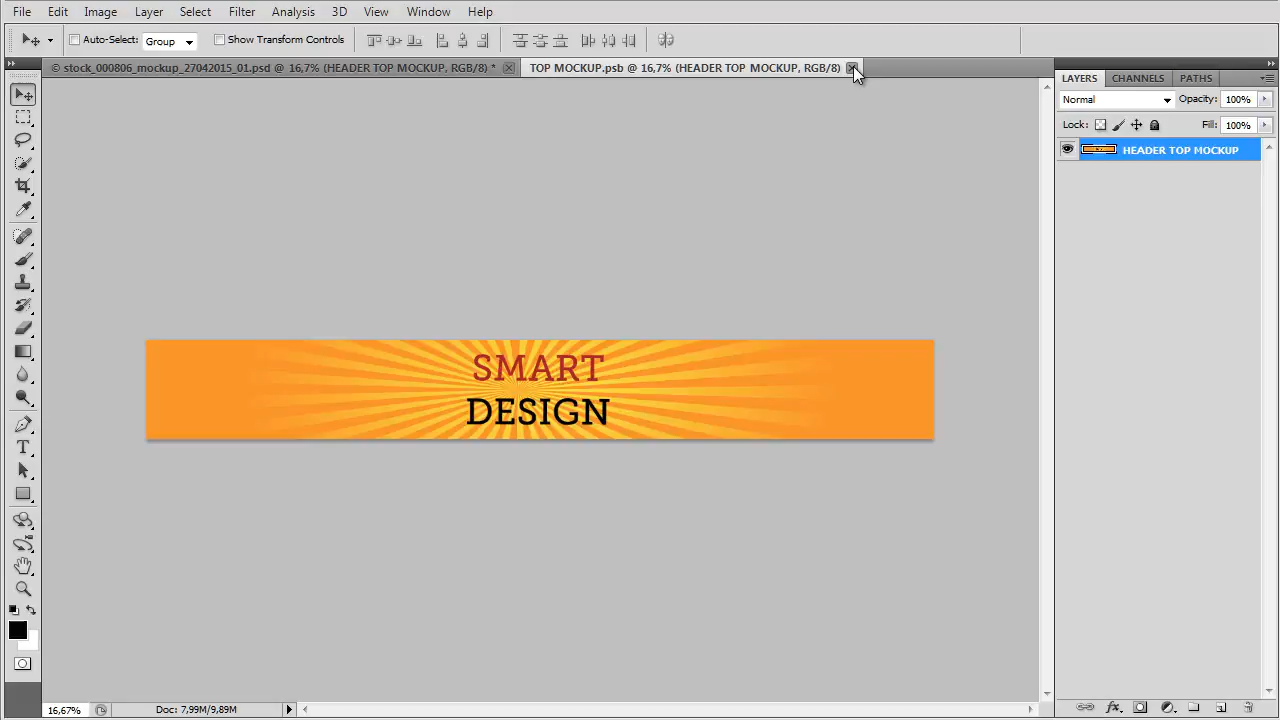 File Edit Image Layer Select Filter Analysis 3D View Window Help
Auto-Select: Group Show Transform Controls
© stock_000806_mockup_27042015_01.psd @ 16,7% (HEADER TOP MOCKUP, RGB/8) * TOP MOCKUP.psb @ 16,7% (HEADER TOP MOCKUP, RGB/8)
LAYERS CHANNELS PATHS
Normal Opacity: 100%
Lock: Fill: 100%
HEADER TOP MOCKUP
SMART
DESIGN
16,67% Doc: 7,99M/9,89M